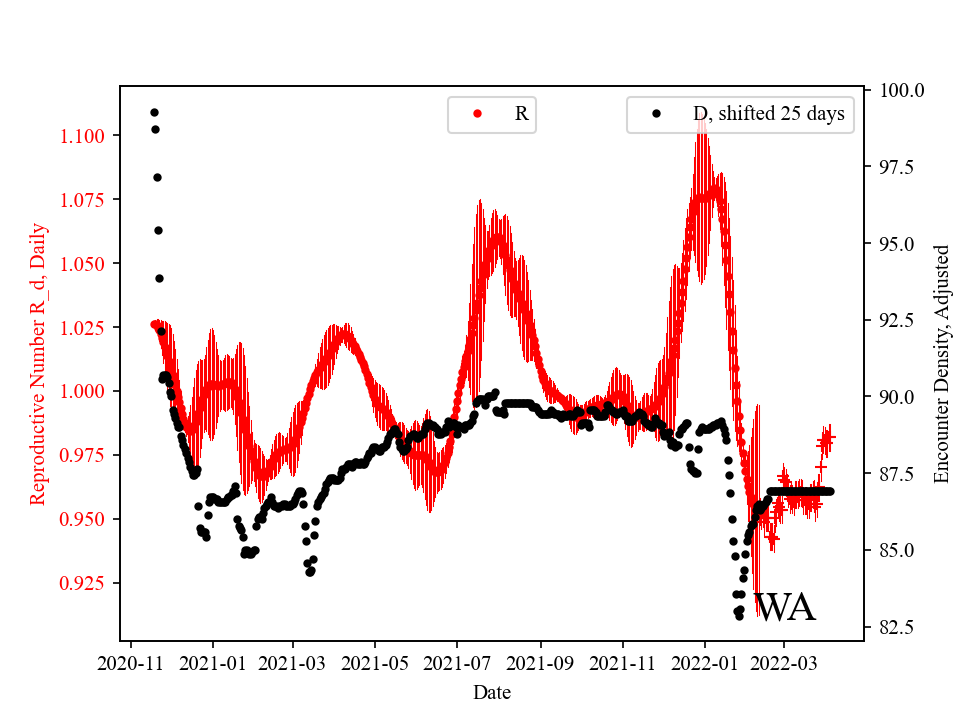 R
D, shifted 25 days
1.100
1.075
1.050
1.025
1.000
0.975
0.950
0.925
Reproductive Number R_d, Daily
100.0
97.5
95.0
92.5
90.0
87.5
85.0
82.5
Encounter Density, Adjusted
WA
2020-11 2021-01 2021-03 2021-05 2021-07 2021-09 2021-11 2022-01 2022-03
Date